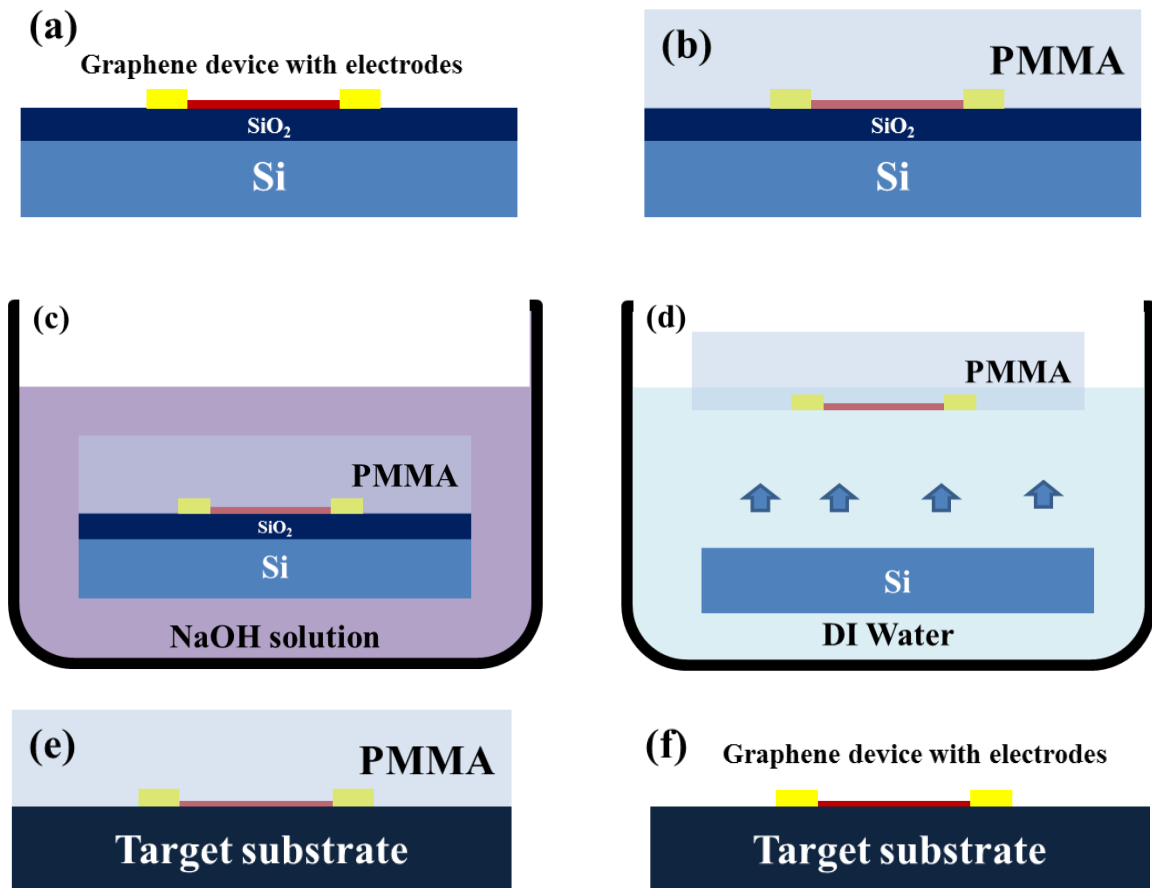 (a)
Graphene device with electrodes
SiO₂
Si
(b)
PMMA
SiO₂
Si
(c)
PMMA
SiO₂
Si
NaOH solution
(d)
PMMA
Si
DI Water
(e)
PMMA
Target substrate
(f)
Graphene device with electrodes
Target substrate